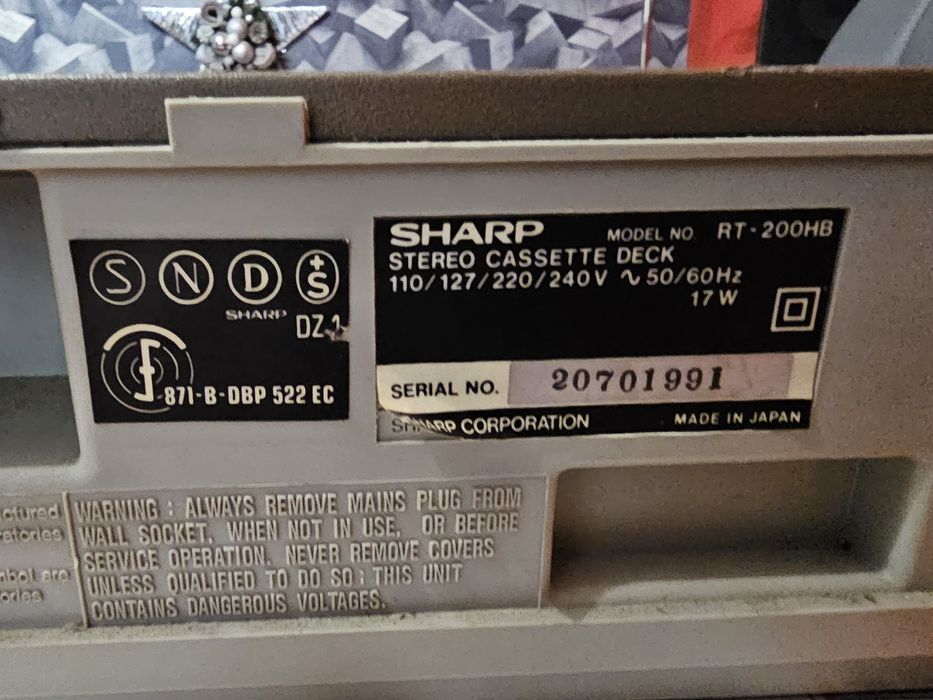 S N D +S
SHARP
DZ-1
871-B-DBP 522 EC
SHARP MODEL NO. RT-200HB
STEREO CASSETTE DECK
110/127/220/240V ∿ 50/60Hz
17W
SERIAL NO. 20701991
SHARP CORPORATION MADE IN JAPAN
WARNING : ALWAYS REMOVE MAINS PLUG FROM
WALL SOCKET, WHEN NOT IN USE, OR BEFORE
SERVICE OPERATION. NEVER REMOVE COVERS
UNLESS QUALIFIED TO DO SO ; THIS UNIT
CONTAINS DANGEROUS VOLTAGES.